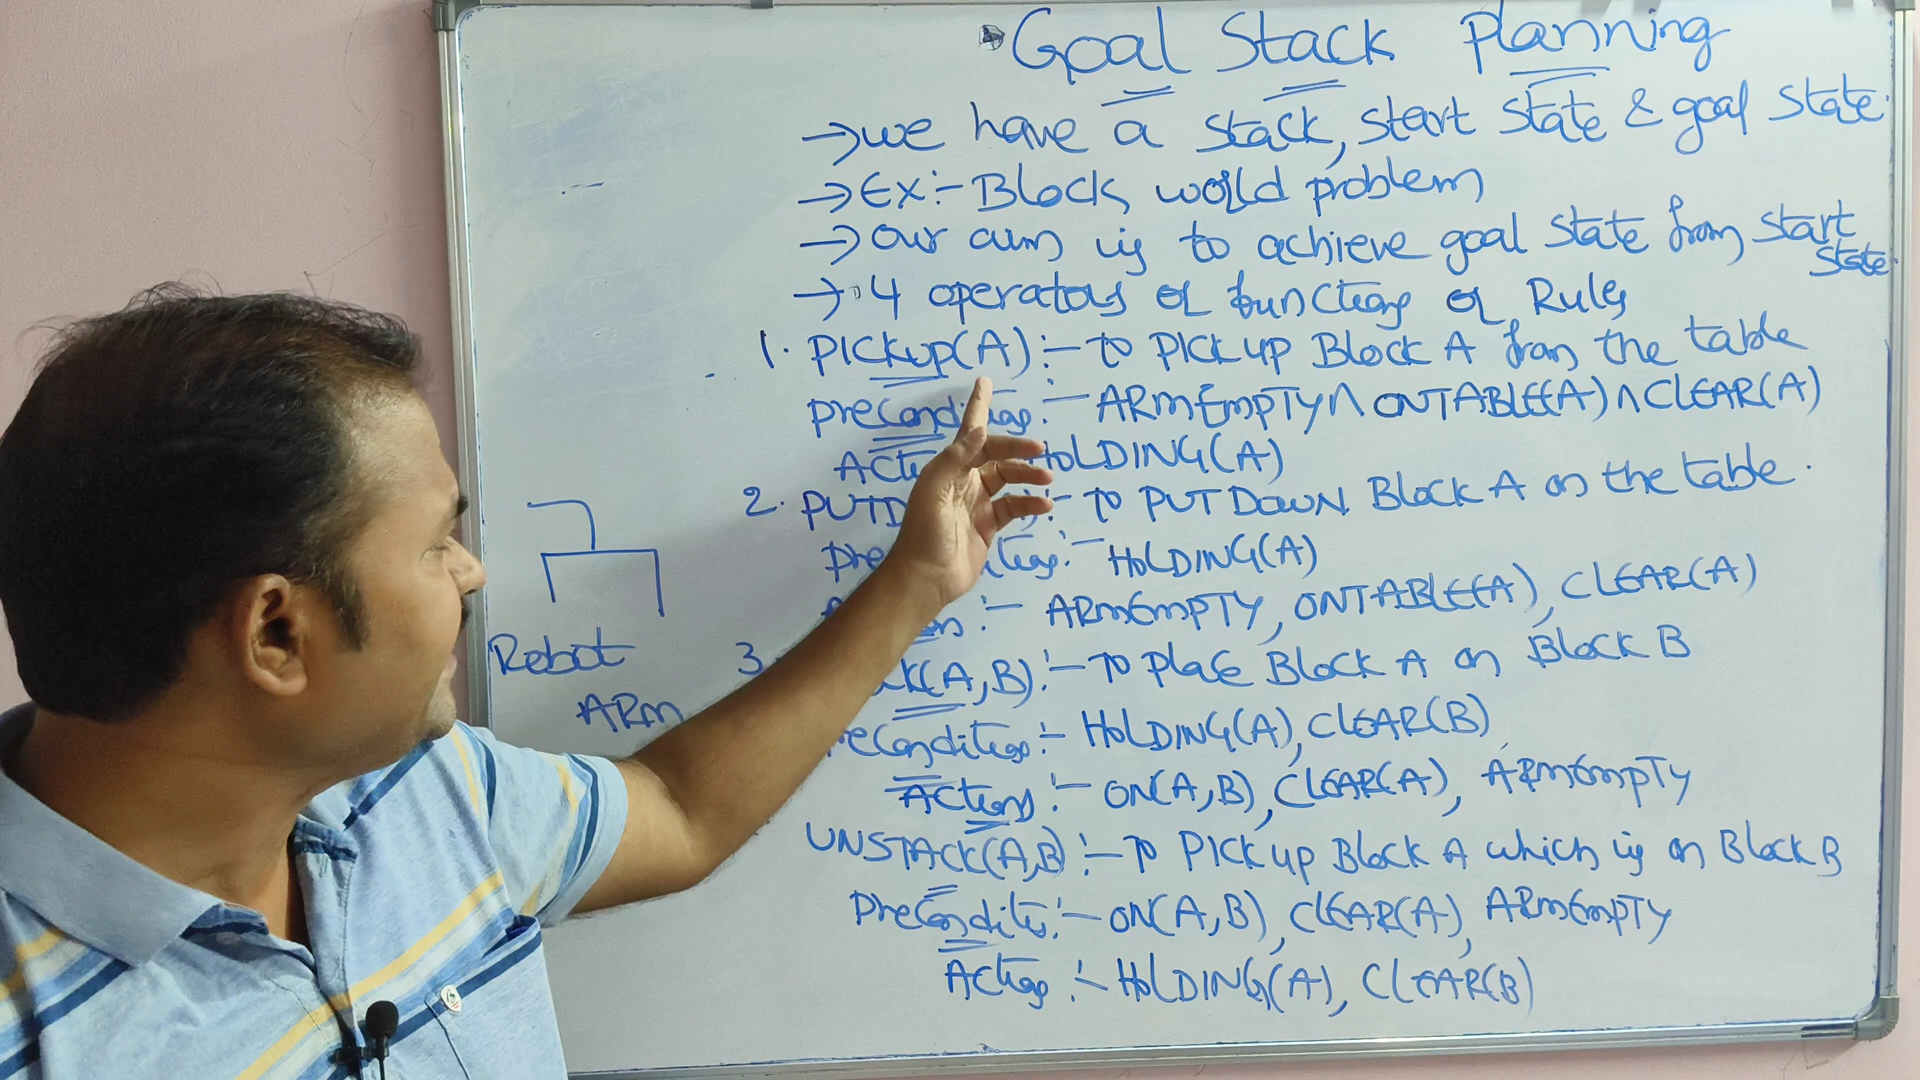 Goal Stack Planning
→ we have a stack, start state & goal state.
→ Ex:- Block world problem
→ our aim is to achieve goal state from start state.
→ 4 operators or functions or Rules
1. PICKUP(A):- to PICK up Block A from the table
Preconditions:- ARMEMPTY ∧ ONTABLE(A) ∧ CLEAR(A)
HOLDING(A)
2. :- to PUT DOWN Block A on the table.
:- HOLDING(A)
:- ARMEMPTY, ONTABLE(A), CLEAR(A)
3. (A,B):- to place Block A on Block B
:- HOLDING(A), CLEAR(B)
Actions:- ON(A,B), CLEAR(A), ARMEMPTY
UNSTACK(A,B):- to PICK up Block A which is on Block B
:- ON(A,B), CLEAR(A), ARMEMPTY
Actions:- HOLDING(A), CLEAR(B)
Robot
ARM